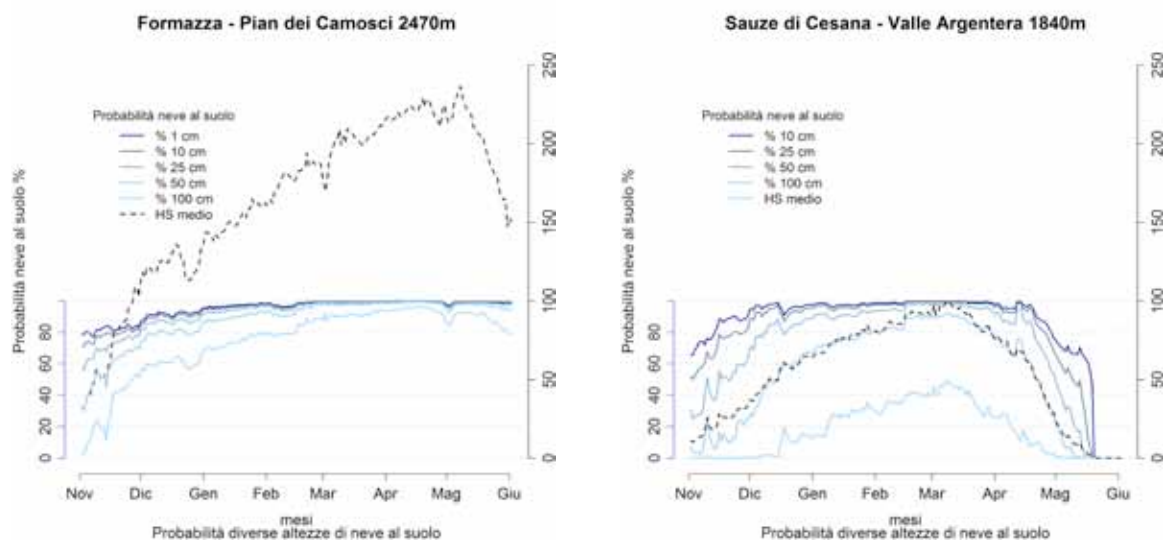 Formazza - Pian dei Camosci 2470m
Probabilità neve al suolo
% 1 cm
% 10 cm
% 25 cm
% 50 cm
% 100 cm
HS medio
Probabilità neve al suolo %
0 20 40 60 80
0 50 100 150 200 250
Nov Dic Gen Feb Mar Apr Mag Giu
mesi
Probabilità diverse altezze di neve al suolo
Sauze di Cesana - Valle Argentera 1840m
Probabilità neve al suolo
% 10 cm
% 25 cm
% 50 cm
% 100 cm
HS medio
Probabilità neve al suolo %
0 20 40 60 80
0 50 100 150 200 250
Nov Dic Gen Feb Mar Apr Mag Giu
mesi
Probabilità diverse altezze di neve al suolo